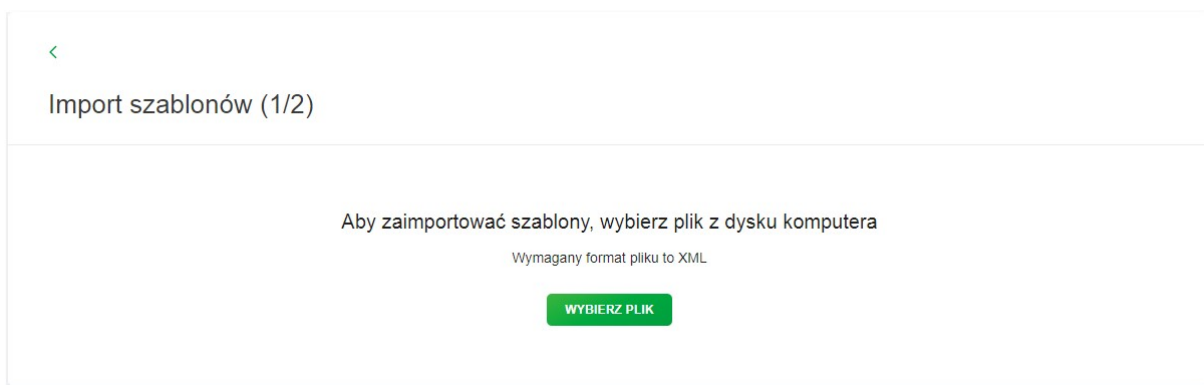 Import szablonów (1/2)
Aby zaimportować szablony, wybierz plik z dysku komputera
Wymagany format pliku to XML
WYBIERZ PLIK